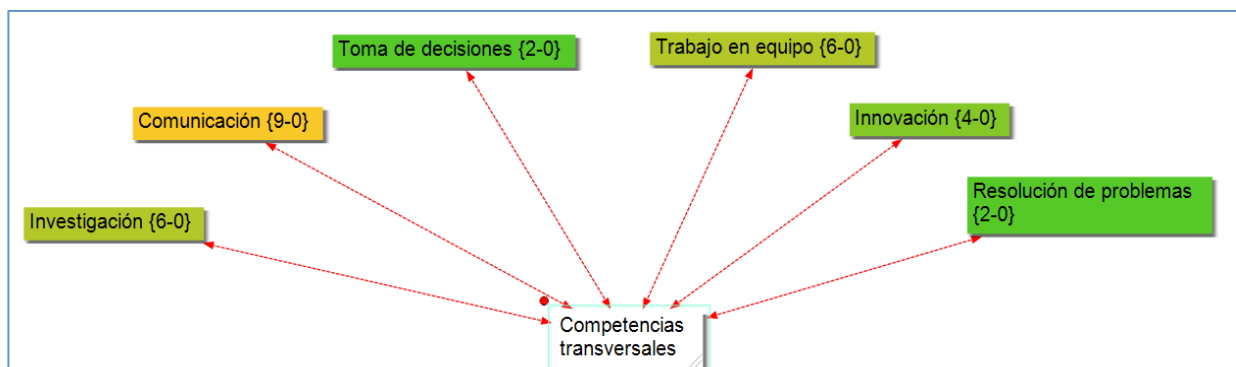 Toma de decisiones {2-0}
Trabajo en equipo {6-0}
Comunicación {9-0}
Innovación {4-0}
Investigación {6-0}
Resolución de problemas
{2-0}
Competencias
transversales